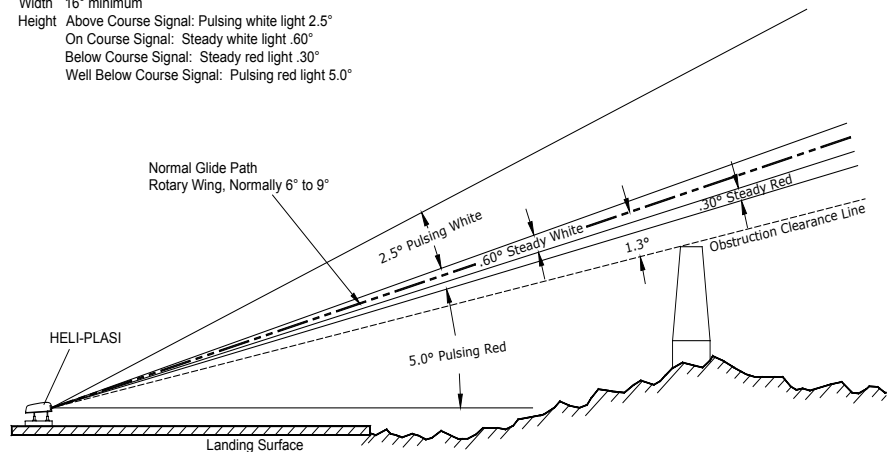 Width 16° minimum
Height Above Course Signal: Pulsing white light 2.5°
On Course Signal: Steady white light .60°
Below Course Signal: Steady red light .30°
Well Below Course Signal: Pulsing red light 5.0°
Normal Glide Path
Rotary Wing, Normally 6° to 9°
2.5° Pulsing White
.60° Steady White
.30° Steady Red
1.3°
Obstruction Clearance Line
HELI-PLASI
5.0° Pulsing Red
Landing Surface